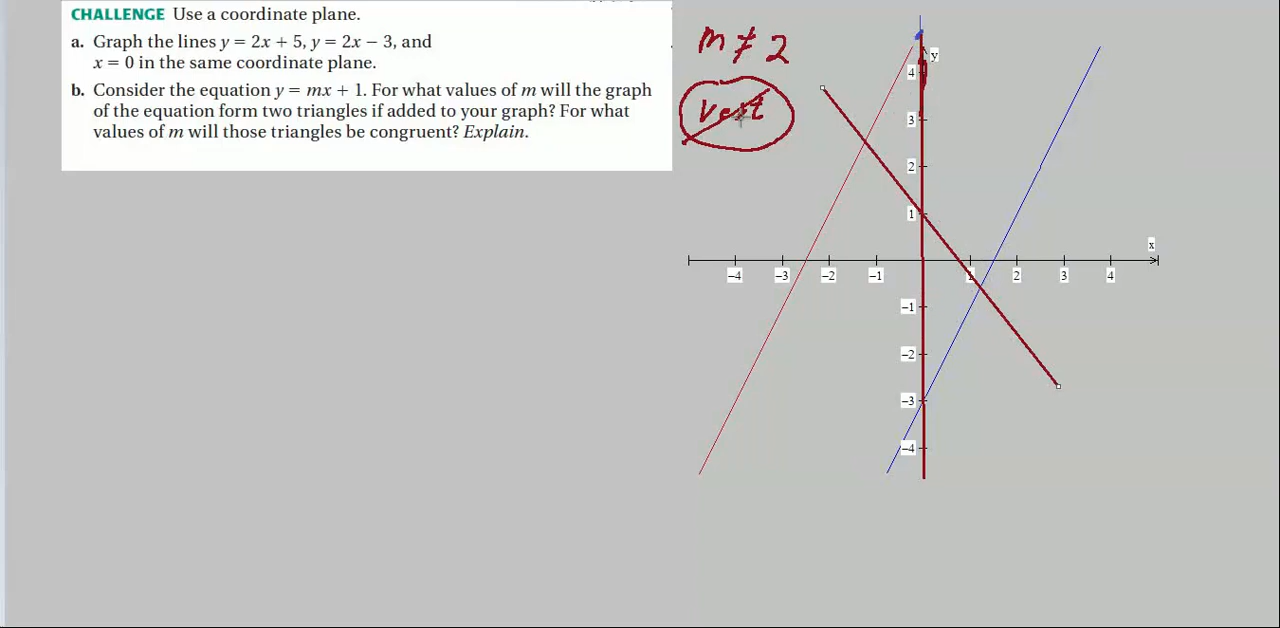 CHALLENGE Use a coordinate plane.
a. Graph the lines y = 2x + 5, y = 2x − 3, and
x = 0 in the same coordinate plane.
b. Consider the equation y = mx + 1. For what values of m will the graph
of the equation form two triangles if added to your graph? For what
values of m will those triangles be congruent? Explain.
m ≠ 2
vert
y
4
3
2
1
x
−4 −3 −2 −1 2 3 4
−1
−2
−3
−4